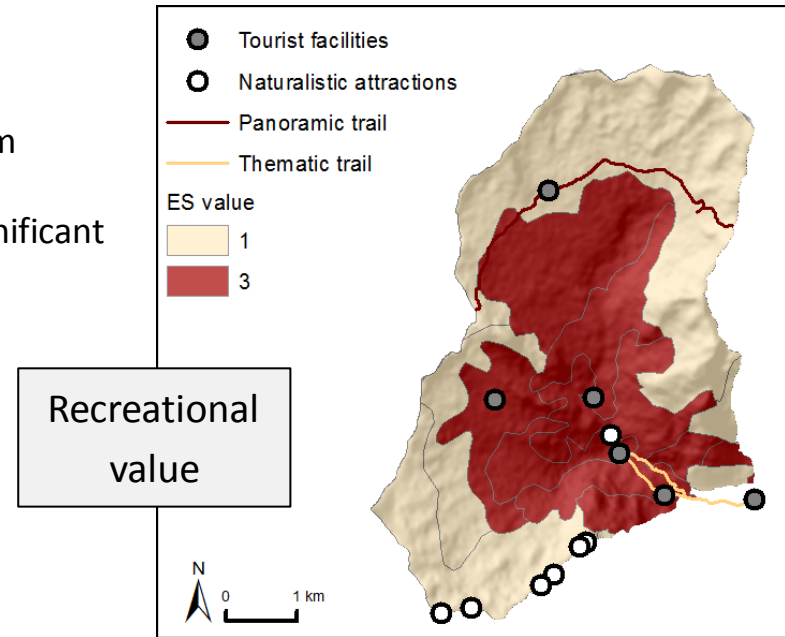 Tourist facilities
Naturalistic attractions
Panoramic trail
Thematic trail
ES value
1
3
Recreational
value
N
0 1 km